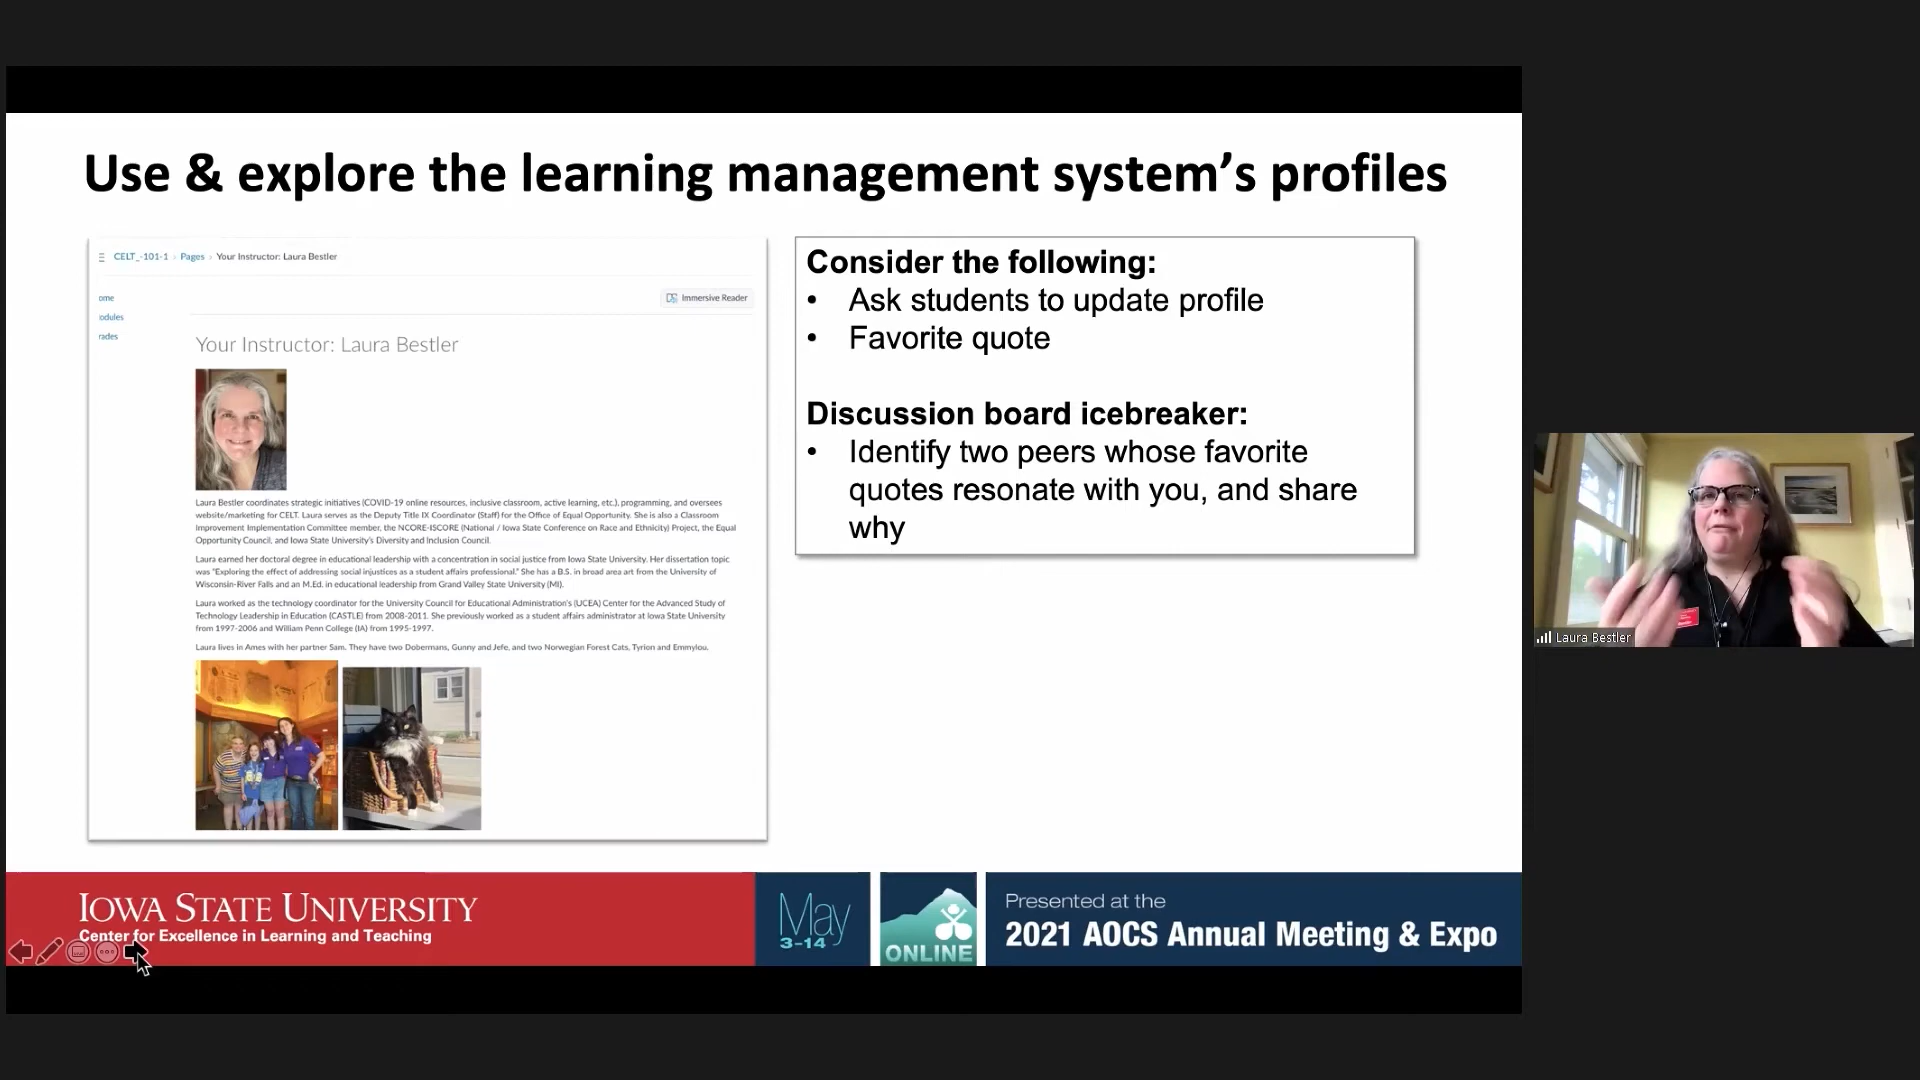 Use & explore the learning management system’s profiles
CELT_-101-1 › Pages › Your Instructor: Laura Bestler
ome
odules
rades
Immersive Reader
Your Instructor: Laura Bestler
Laura Bestler coordinates strategic initiatives (COVID-19 online resources, inclusive classroom, active learning, etc.), programming, and oversees
website/marketing for CELT. Laura serves as the Deputy Title IX Coordinator (Staff) for the Office of Equal Opportunity. She is also a Classroom
Improvement Implementation Committee member, the NCORE-ISCORE (National / Iowa State Conference on Race and Ethnicity) Project, the Equal
Opportunity Council, and Iowa State University's Diversity and Inclusion Council.
Laura earned her doctoral degree in educational leadership with a concentration in social justice from Iowa State University. Her dissertation topic
was "Exploring the effect of addressing social injustices as a student affairs professional." She has a B.S. in broad area art from the University of
Wisconsin-River Falls and an M.Ed. in educational leadership from Grand Valley State University (MI).
Laura worked as the technology coordinator for the University Council for Educational Administration's (UCEA) Center for the Advanced Study of
Technology Leadership in Education (CASTLE) from 2008-2011. She previously worked as a student affairs administrator at Iowa State University
from 1997-2006 and William Penn College (IA) from 1995-1997.
Laura lives in Ames with her partner Sam. They have two Dobermans, Gunny and Jefe, and two Norwegian Forest Cats, Tyrion and Emmylou.
Consider the following:
• Ask students to update profile
• Favorite quote
Discussion board icebreaker:
• Identify two peers whose favorite
quotes resonate with you, and share
why
Laura Bestler
IOWA STATE UNIVERSITY
Center for Excellence in Learning and Teaching
May
3-14
ONLINE
Presented at the
2021 AOCS Annual Meeting & Expo